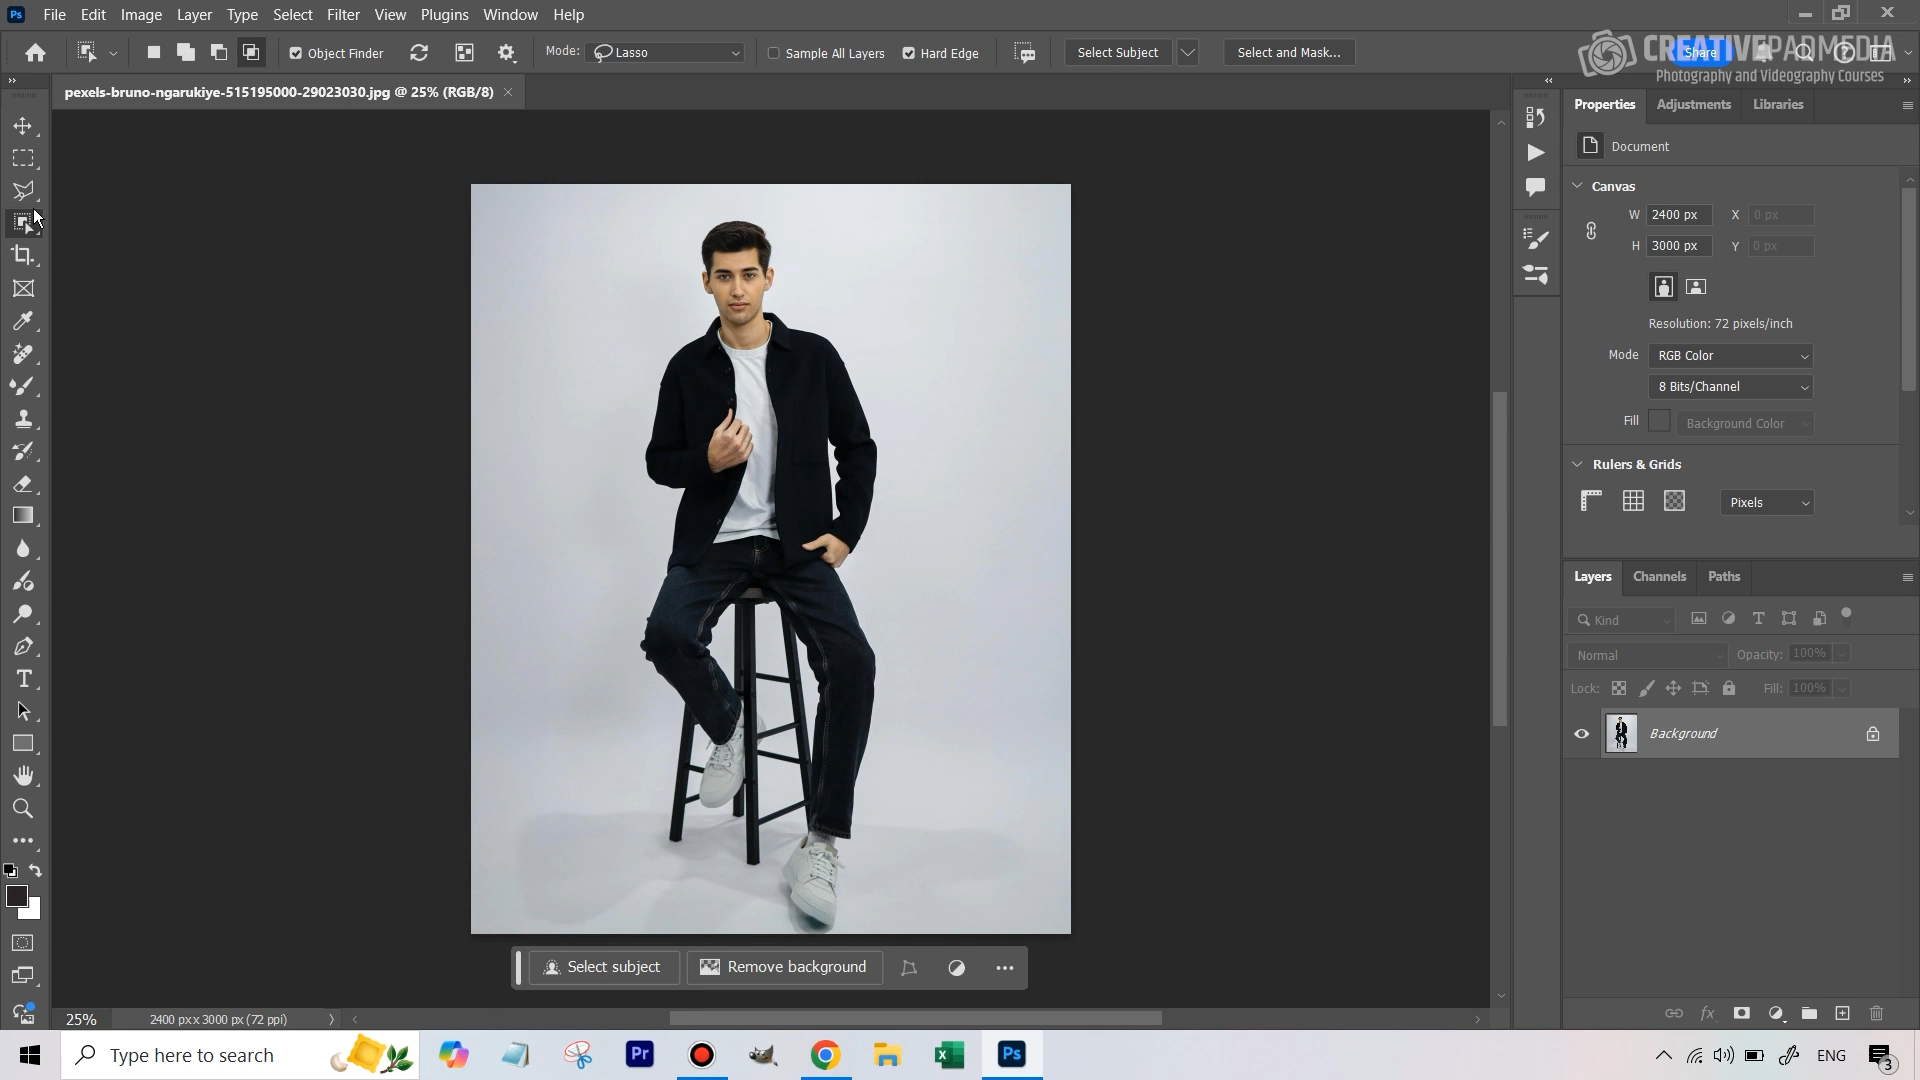 Ps File Edit Image Layer Type Select Filter View Plugins Window Help
Object Finder Mode: Lasso Sample All Layers Hard Edge Select Subject Select and Mask... Share
CREATIVEPADMEDIA
Photography and Videography Courses
pexels-bruno-ngarukiye-515195000-29023030.jpg @ 25% (RGB/8)
Properties Adjustments Libraries
Document
Canvas
W 2400 px X 0 px
H 3000 px Y 0 px
Resolution: 72 pixels/inch
Mode RGB Color
8 Bits/Channel
Fill Background Color
Rulers & Grids
Pixels
Layers Channels Paths
Kind
Normal Opacity: 100%
Lock: Fill: 100%
Background
Select subject Remove background
25% 2400 px x 3000 px (72 ppi)
Type here to search Pr Ps ENG 3